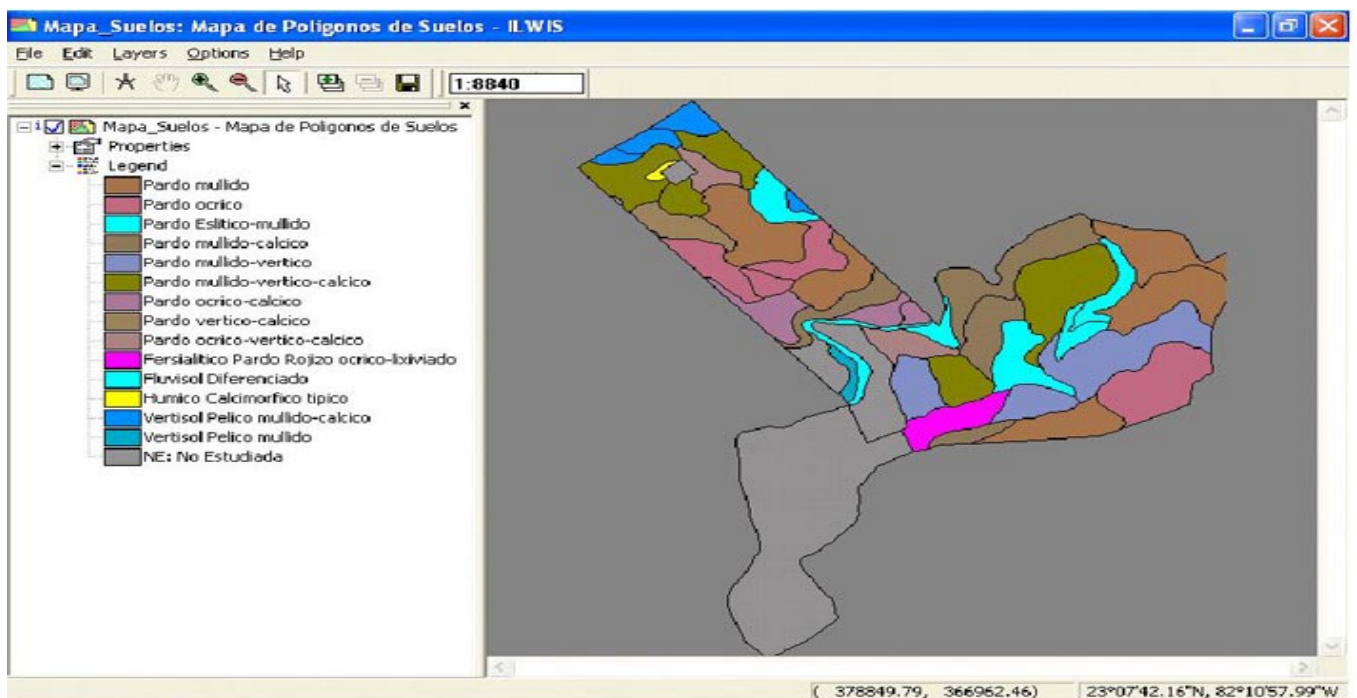 Mapa_Suelos: Mapa de Poligonos de Suelos - ILWIS
File Edit Layers Options Help
1:8840
Mapa_Suelos - Mapa de Poligonos de Suelos
Properties
Legend
Pardo mullido
Pardo ocrico
Pardo Eslitico-mullido
Pardo mullido-calcico
Pardo mullido-vertico
Pardo mullido-vertico-calcico
Pardo ocrico-calcico
Pardo vertico-calcico
Pardo ocrico-vertico-calcico
Fersialitico Pardo Rojizo ocrico-lixiviado
Fluvisol Diferenciado
Humico Calcimorfico tipico
Vertisol Pelico mullido-calcico
Vertisol Pelico mullido
NE: No Estudiada
( 378849.79, 366962.46) 23°07'42.16"N, 82°10'57.99"W